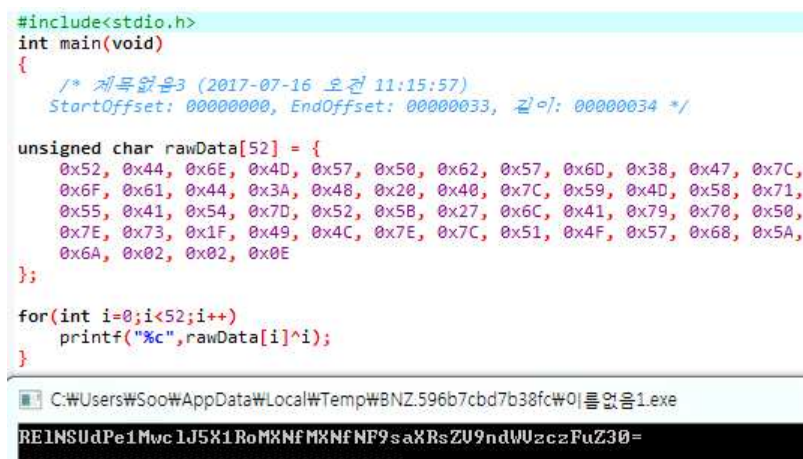 #include<stdio.h>
int main(void)
{
/* 제목없음3 (2017-07-16 오전 11:15:57)
StartOffset: 00000000, EndOffset: 00000033, 길이: 00000034 */
unsigned char rawData[52] = {
0x52, 0x44, 0x6E, 0x4D, 0x57, 0x50, 0x62, 0x57, 0x6D, 0x38, 0x47, 0x7C,
0x6F, 0x61, 0x44, 0x3A, 0x48, 0x20, 0x40, 0x7C, 0x59, 0x4D, 0x58, 0x71,
0x55, 0x41, 0x54, 0x7D, 0x52, 0x5B, 0x27, 0x6C, 0x41, 0x79, 0x70, 0x50,
0x7E, 0x73, 0x1F, 0x49, 0x4C, 0x7E, 0x7C, 0x51, 0x4F, 0x57, 0x68, 0x5A,
0x6A, 0x02, 0x02, 0x0E
};
for(int i=0;i<52;i++)
printf("%c",rawData[i]^i);
}
C:₩Users₩Soo₩AppData₩Local₩Temp₩BNZ.596b7cbd7b38fc₩이름없음1.exe
RElNSUdPe1MwclJ5X1RoMXNfMXNfNF9saXRsZV9ndWVzczFuZ30=